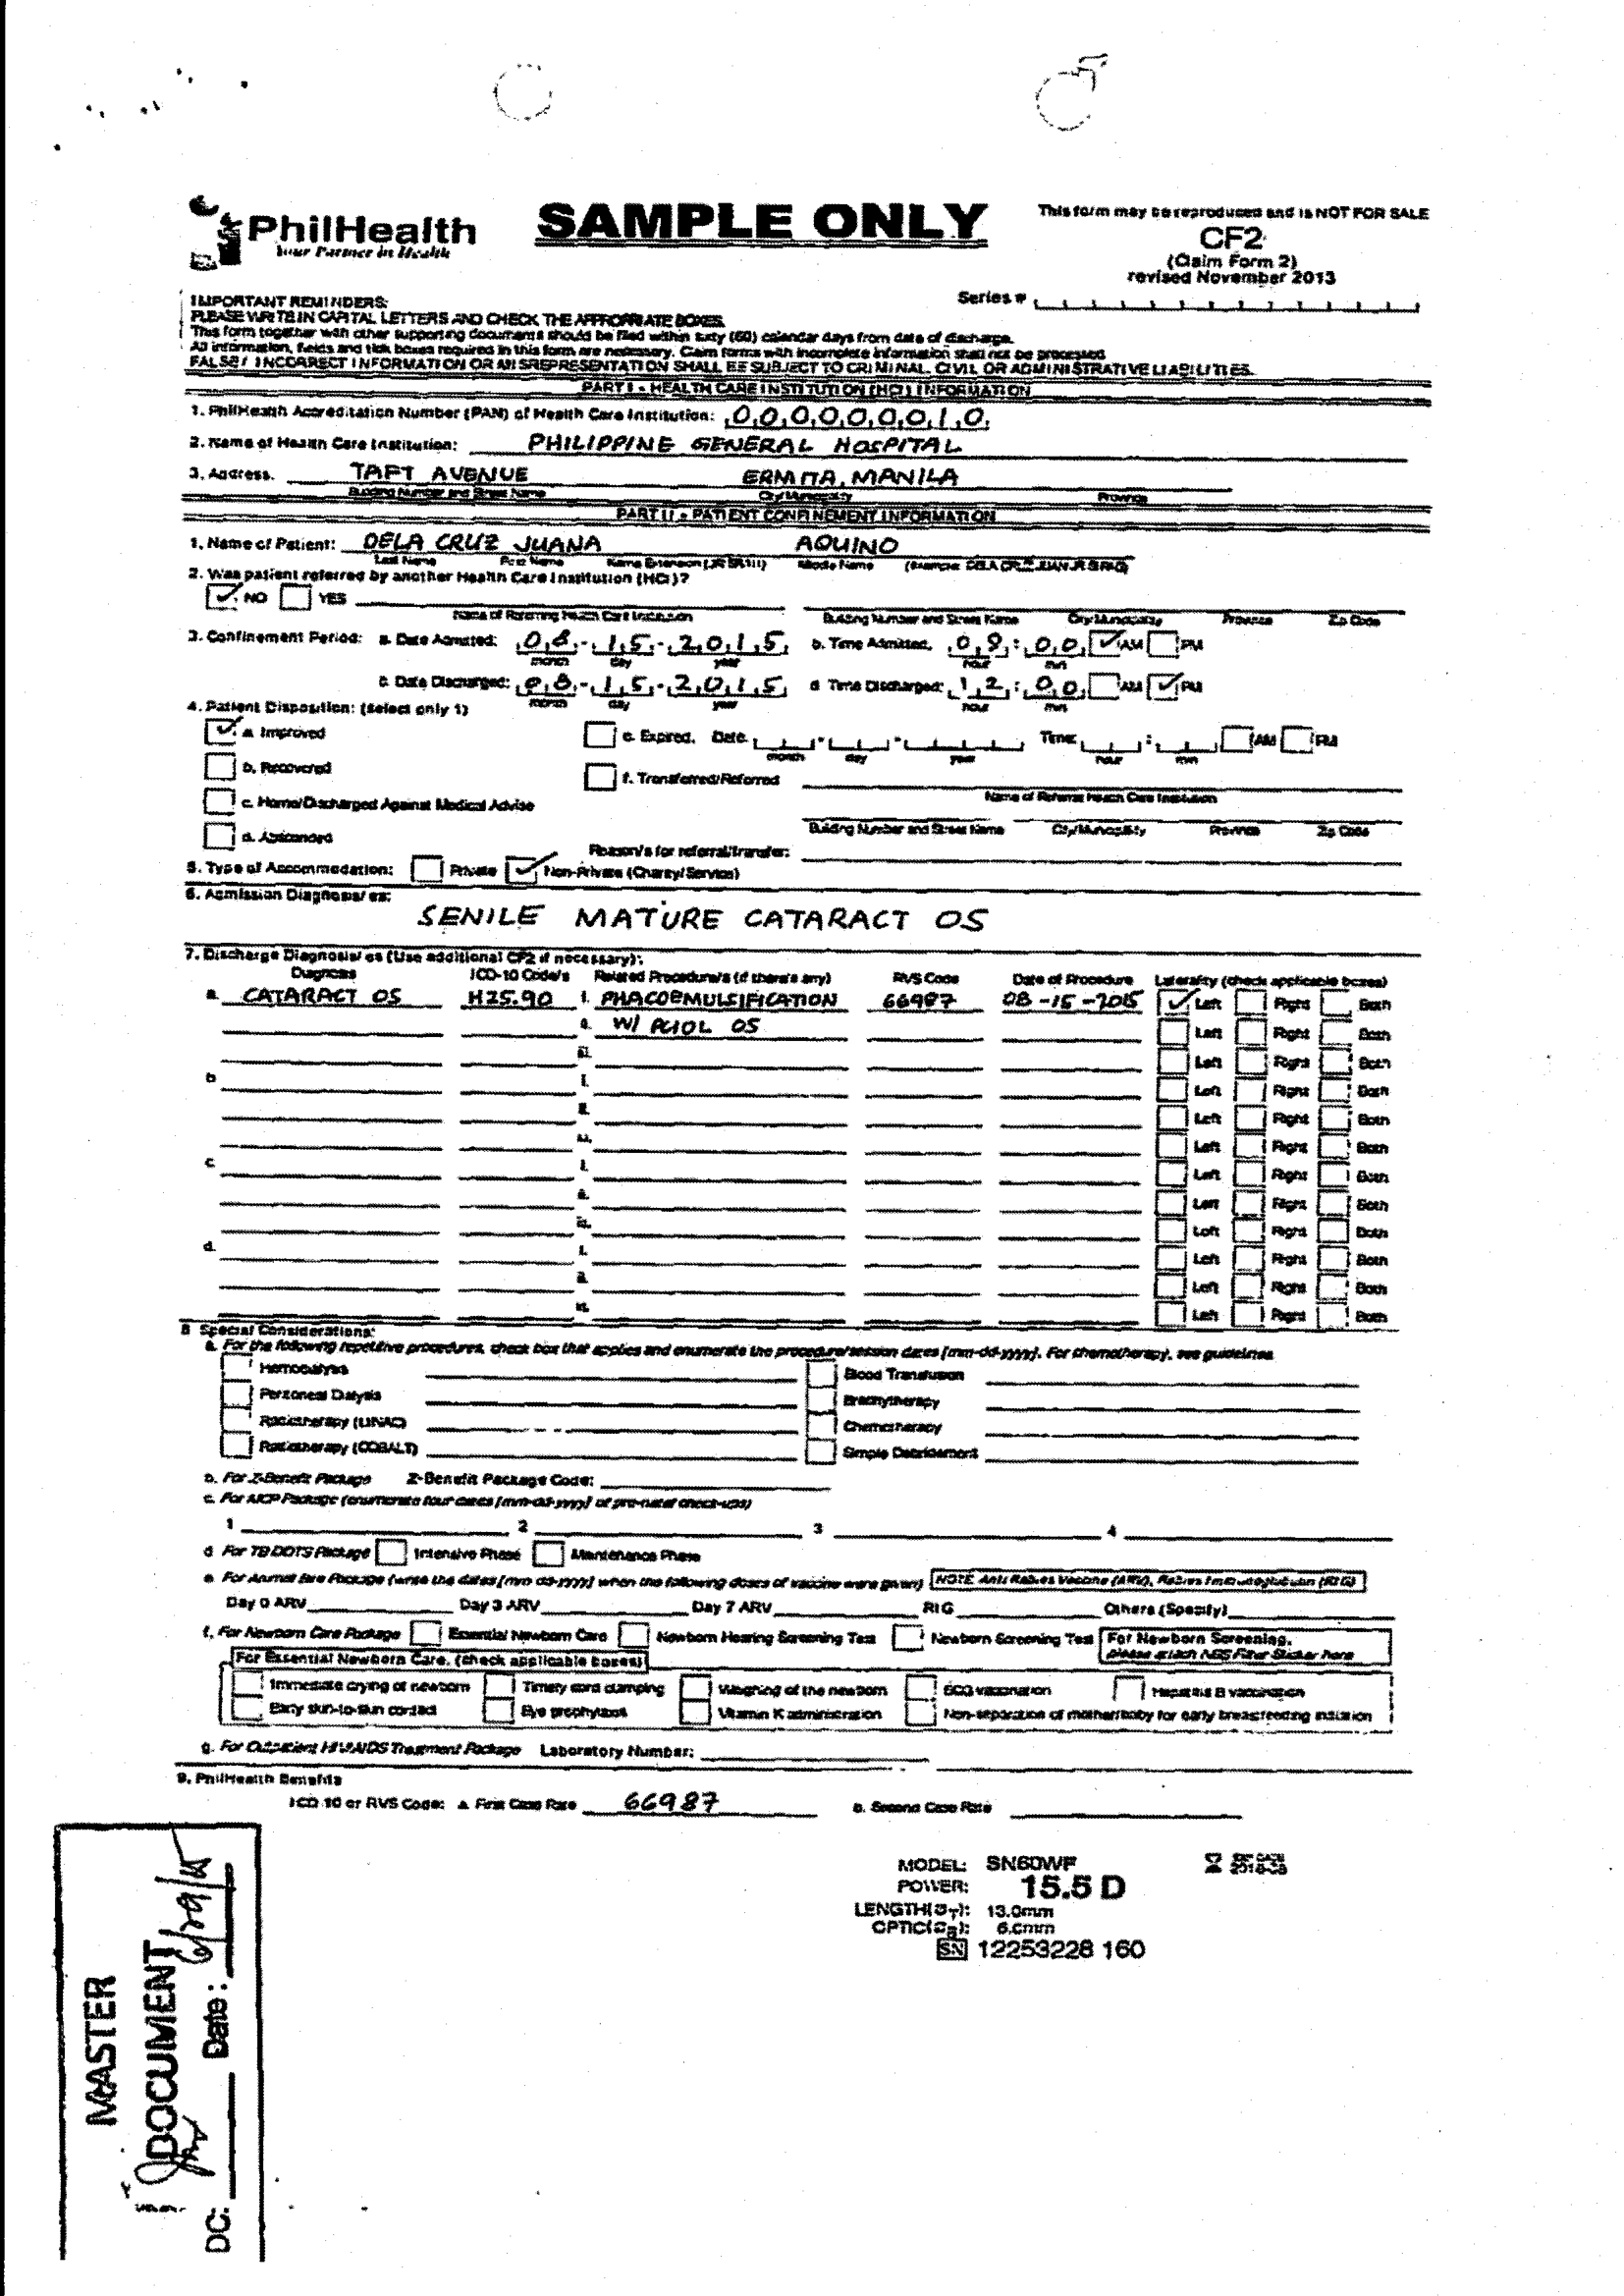 PhilHealth
Your Partner in Health
SAMPLE ONLY
This form may be reproduced and is NOT FOR SALE
CF2
(Claim Form 2)
revised November 2013
Series #
IMPORTANT REMINDERS:
PLEASE WRITE IN CAPITAL LETTERS AND CHECK THE APPROPRIATE BOXES.
This form together with other supporting documents should be filed within sixty (60) calendar days from date of discharge.
All information, fields and tick boxes required in this form are necessary. Claim forms with incomplete information shall not be processed
FALSE / INCORRECT INFORMATION OR MISREPRESENTATION SHALL BE SUBJECT TO CRIMINAL, CIVIL OR ADMINISTRATIVE LIABILITIES.
PART I - HEALTH CARE INSTITUTION (HCI) INFORMATION
1. PhilHealth Accreditation Number (PAN) of Health Care Institution: 0 0 0 0 0 0 0 1 0
2. Name of Health Care Institution: PHILIPPINE GENERAL HOSPITAL
3. Address. TAFT AVENUE ERMITA, MANILA
Building Number and Street Name City/Municipality Province
PART II - PATIENT CONFINEMENT INFORMATION
1. Name of Patient: DELA CRUZ JUANA AQUINO
Last Name First Name Name Extension (JR/SR/III) Middle Name (Example: DELA CRUZ, JUAN JR SIPAG)
2. Was patient referred by another Health Care Institution (HCI)?
NO YES
Name of Referring Health Care Institution Building Number and Street Name City/Municipality Province Zip Code
3. Confinement Period: a. Date Admitted: 08-15-2015 b. Time Admitted: 09:00 AM PM
month day year hour min
c. Date Discharged: 08-15-2015 d. Time Discharged: 12:00 AM PM
month day year hour min
4. Patient Disposition: (select only 1)
a. Improved e. Expired. Date Time: AM PM
month day year hour min
b. Recovered f. Transferred/Referred
Name of Referral Health Care Institution
c. Home/Discharged Against Medical Advise
Building Number and Street Name City/Municipality Province Zip Code
d. Absconded
Reason/s for referral/transfer:
5. Type of Accommodation: Private Non-Private (Charity/Service)
6. Admission Diagnosis/es:
SENILE MATURE CATARACT OS
7. Discharge Diagnosis/es (Use additional CF2 if necessary):
Diagnosis ICD-10 Code/s Related Procedure/s (if there's any) RVS Code Date of Procedure Laterality (check applicable boxes)
a. CATARACT OS H25.90 i. PHACOEMULSIFICATION 66987 08-15-2015 Left Right Both
ii. W/ PCIOL OS Left Right Both
iii. Left Right Both
b. i. Left Right Both
ii. Left Right Both
iii. Left Right Both
c. i. Left Right Both
ii. Left Right Both
iii. Left Right Both
d. i. Left Right Both
ii. Left Right Both
iii. Left Right Both
8. Special Considerations:
a. For the following repetitive procedures, check box that applies and enumerate the procedure/session dates [mm-dd-yyyy]. For chemotherapy, see guidelines
Hemodialysis Blood Transfusion
Peritoneal Dialysis Brachytherapy
Radiotherapy (LINAC) Chemotherapy
Radiotherapy (COBALT) Simple Debridement
b. For Z-Benefit Package Z-Benefit Package Code:
c. For MCP Package (enumerate four dates [mm-dd-yyyy] of pre-natal check-ups)
1 2 3 4
d. For TB DOTS Package Intensive Phase Maintenance Phase
e. For Animal Bite Package (write the dates [mm-dd-yyyy] when the following doses of vaccine were given) NOTE: Anti Rabies Vaccine (ARV), Rabies Immunoglobulin (RIG)
Day 0 ARV Day 3 ARV Day 7 ARV RIG Others (Specify)
f. For Newborn Care Package Essential Newborn Care Newborn Hearing Screening Test Newborn Screening Test For Newborn Screening,
please attach NBS Filter Sticker here
For Essential Newborn Care, (check applicable boxes)
Immediate drying of newborn Timely cord clamping Weighing of the newborn BCG vaccination Hepatitis B vaccination
Early skin-to-skin contact Eye prophylaxis Vitamin K administration Non-separation of mother/baby for early breastfeeding initiation
g. For Outpatient HIV/AIDS Treatment Package Laboratory Number:
9. PhilHealth Benefits
ICD 10 or RVS Code: a. First Case Rate 66987 b. Second Case Rate
MODEL: SN60WF
POWER: 15.5 D
LENGTH: 13.0mm
OPTIC: 6.0mm
SN 12253228 160
MASTER
DOCUMENT
DC: Date: 6/29/15